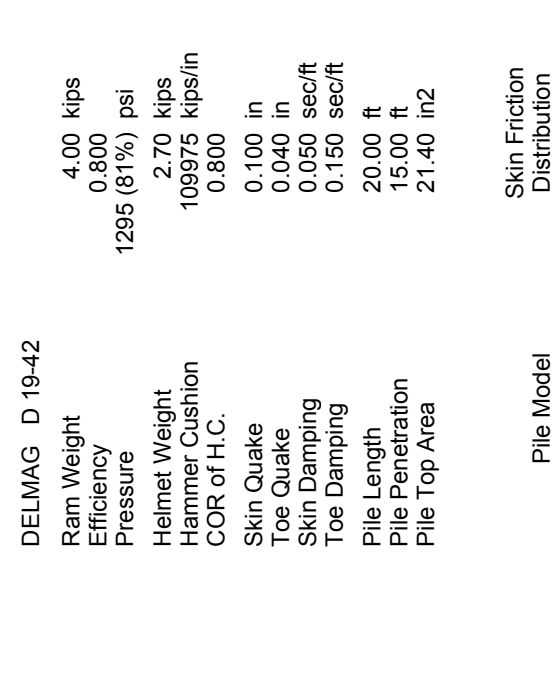 DELMAG D 19-42
Ram Weight 4.00 kips
Efficiency 0.800
Pressure 1295 (81%) psi
Helmet Weight 2.70 kips
Hammer Cushion 109975 kips/in
COR of H.C. 0.800
Skin Quake 0.100 in
Toe Quake 0.040 in
Skin Damping 0.050 sec/ft
Toe Damping 0.150 sec/ft
Pile Length 20.00 ft
Pile Penetration 15.00 ft
Pile Top Area 21.40 in2
Skin Friction
Pile Model Distribution